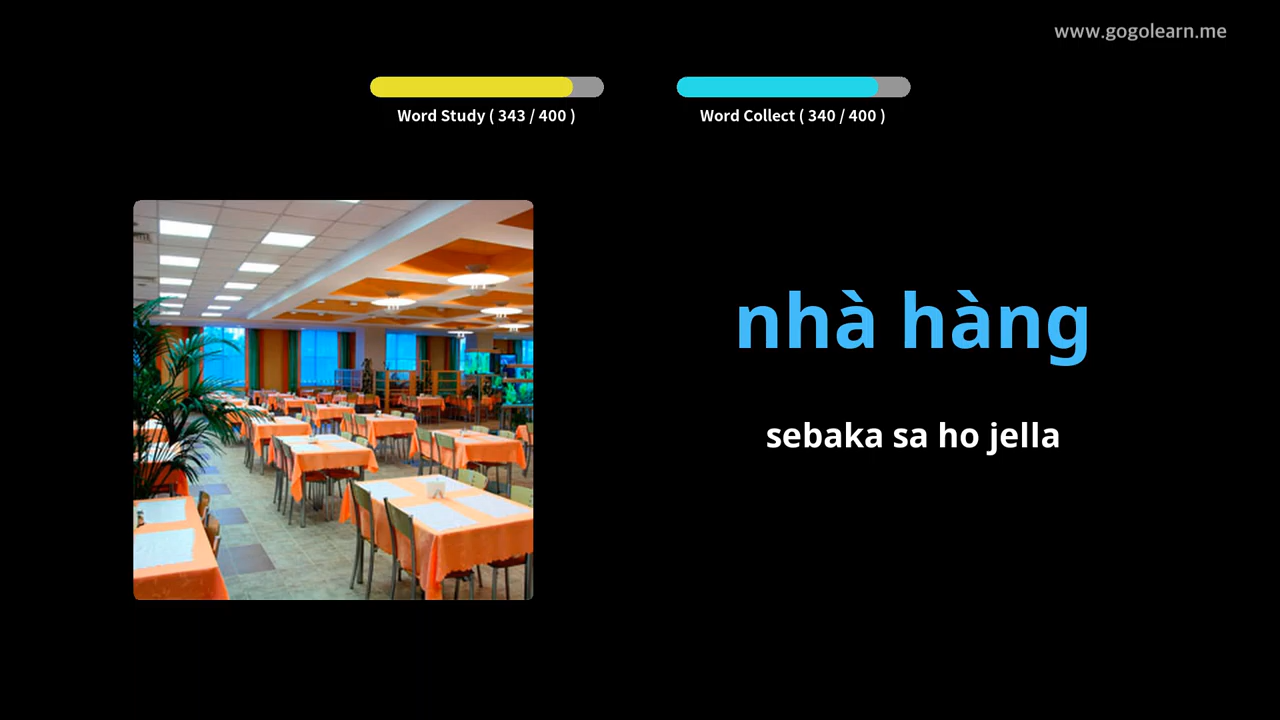 www.gogolearn.me
Word Study ( 343 / 400 )
Word Collect ( 340 / 400 )
nhà hàng
sebaka sa ho jella